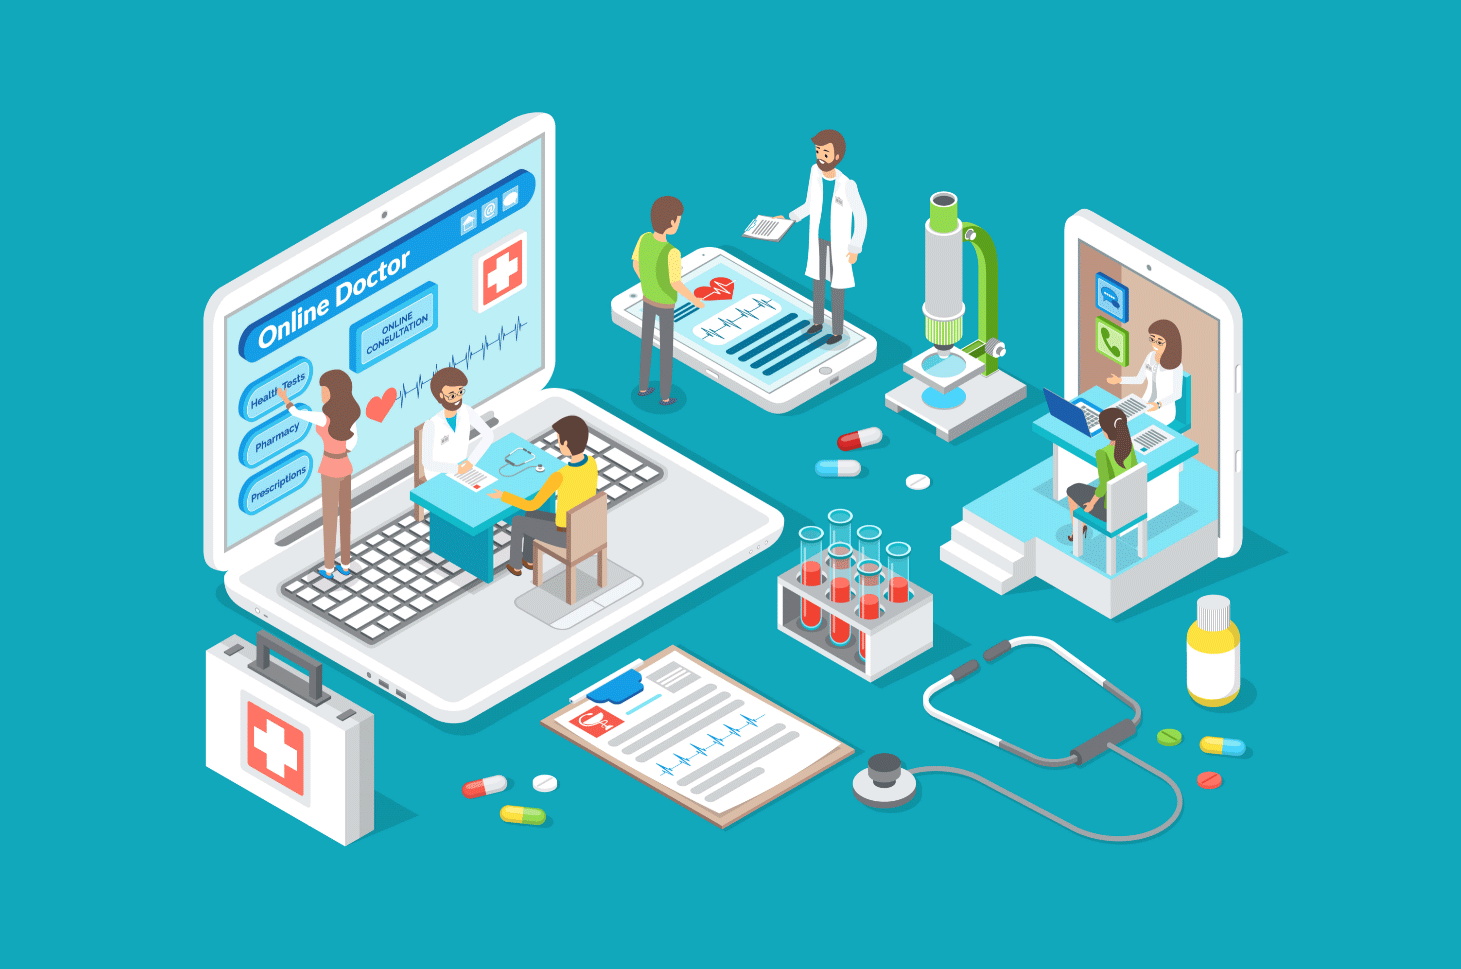 Online Doctor
@
ONLINE
CONSULTATION
Health Tests
Pharmacy
Prescriptions